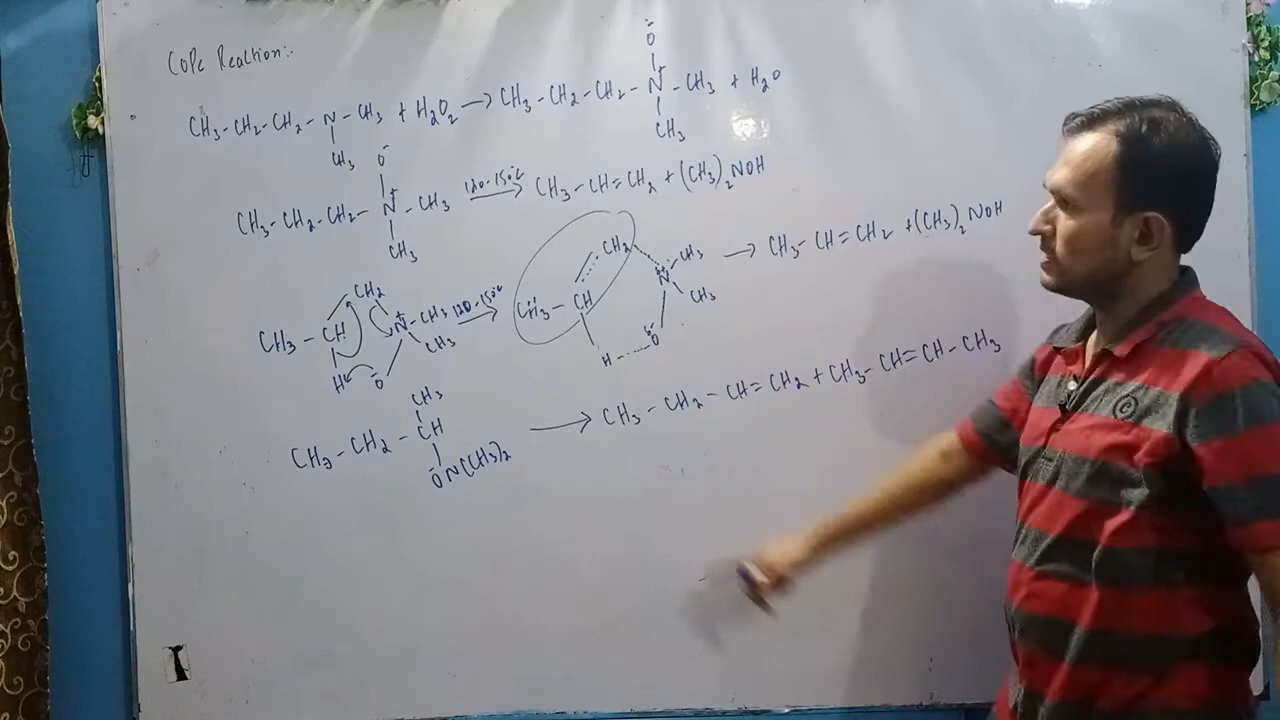 Cope Reaction:-
CH₃-CH₂-CH₂-N-CH₃ + H₂O₂ → CH₃-CH₂-CH₂-N⁺-CH₃ + H₂O
CH₃
O⁻
CH₃
O⁻
CH₃-CH₂-CH₂-N⁺-CH₃ 120-150°C → CH₃-CH=CH₂ + (CH₃)₂NOH
CH₃
CH₂
CH₃-CH N⁺-CH₃ 120-150°C →
CH₃
H O⁻
CH₂
CH₃-CH N CH₃ → CH₃-CH=CH₂ + (CH₃)₂NOH
CH₃
H O
CH₃
CH₃-CH₂-CH → CH₃-CH₂-CH=CH₂ + CH₃-CH=CH-CH₃
ŌN(CH₃)₂